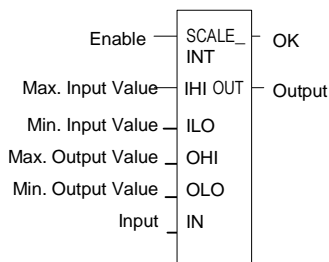 Enable SCALE_ OK
INT
Max. Input Value IHI OUT Output
Min. Input Value ILO
Max. Output Value OHI
Min. Output Value OLO
Input IN